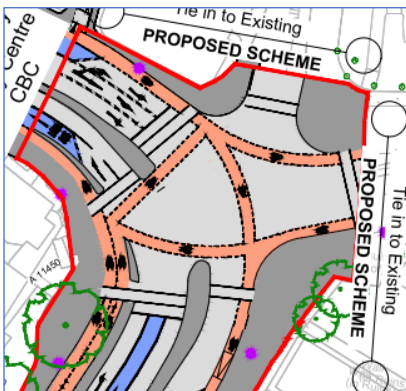 Tie in to Existing
PROPOSED SCHEME
Centre
CBC
PROPOSED SCHEME
Tie in to Existing
A 11450